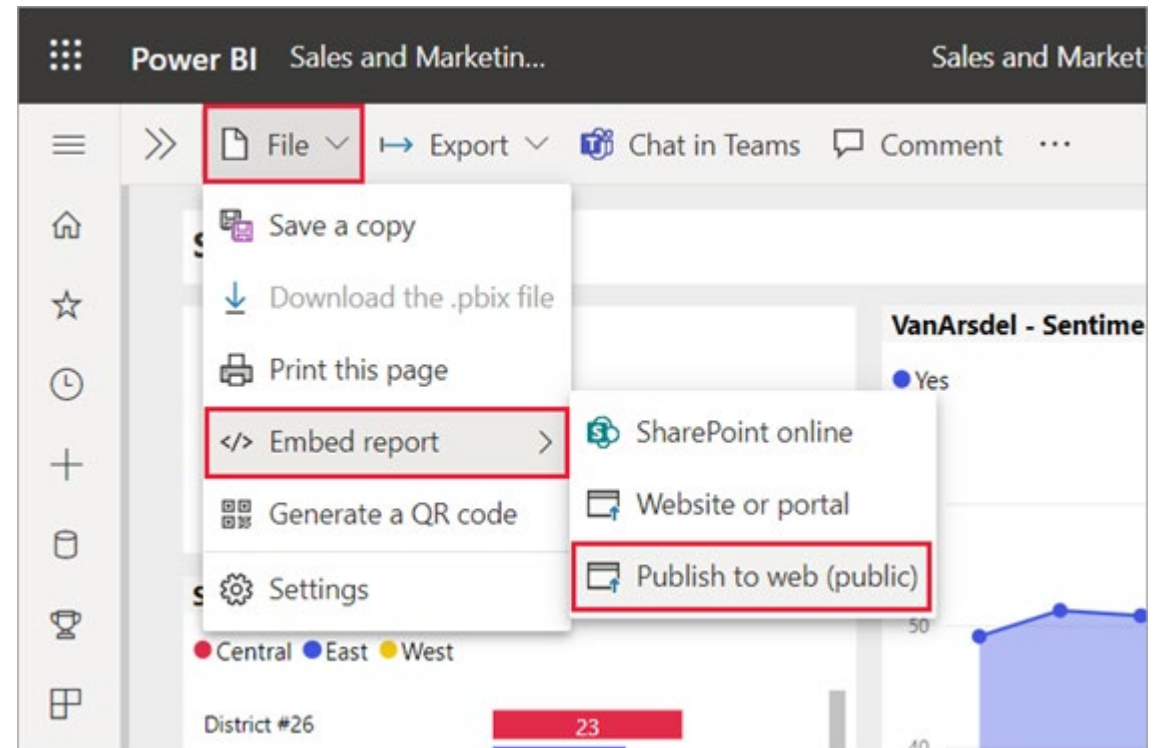 Power BI Sales and Marketin... Sales and Market
File Export Chat in Teams Comment ...
Save a copy
Download the .pbix file
Print this page
Embed report
Generate a QR code
Settings
SharePoint online
Website or portal
Publish to web (public)
VanArsdel - Sentime
Yes
50
40
S
S
Central East West
District #26 23